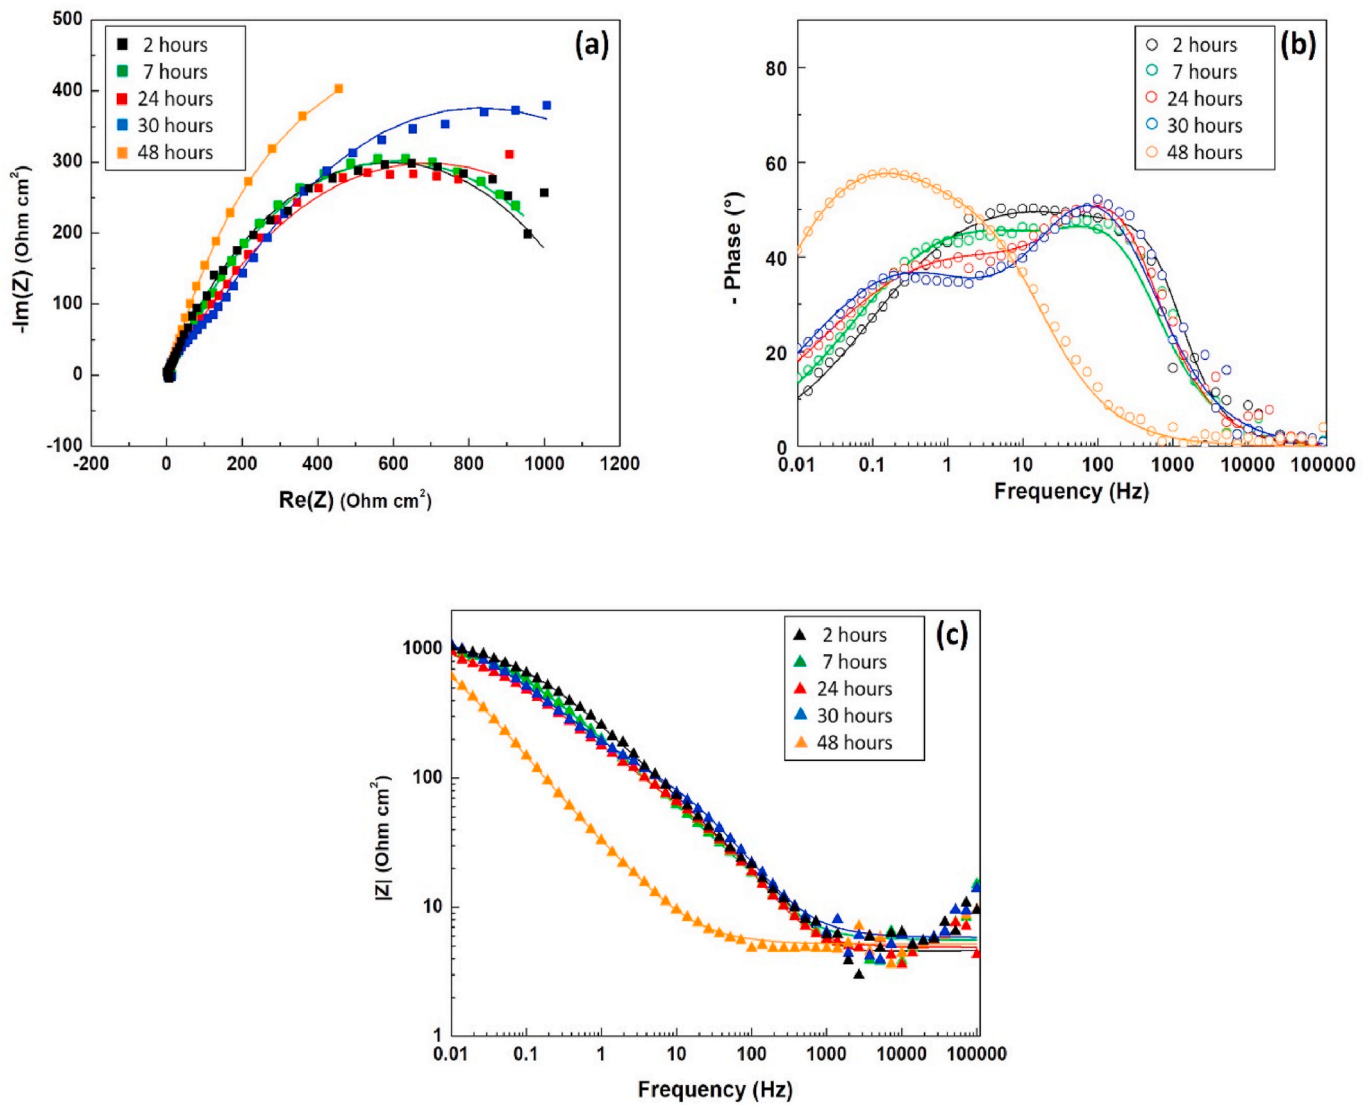 (a)
2 hours
7 hours
24 hours
30 hours
48 hours
500
400
300
200
100
0
-100
-200 0 200 400 600 800 1000 1200
-Im(Z) (Ohm cm²)
Re(Z) (Ohm cm²)
(b)
2 hours
7 hours
24 hours
30 hours
48 hours
80
60
40
20
0
0.01 0.1 1 10 100 1000 10000 100000
- Phase (°)
Frequency (Hz)
(c)
2 hours
7 hours
24 hours
30 hours
48 hours
1000
100
10
1
0.01 0.1 1 10 100 1000 10000 100000
|Z| (Ohm cm²)
Frequency (Hz)